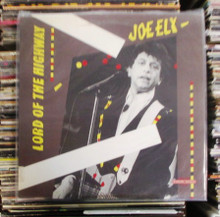 LORD OF THE HIGHWAY
JOE ELY